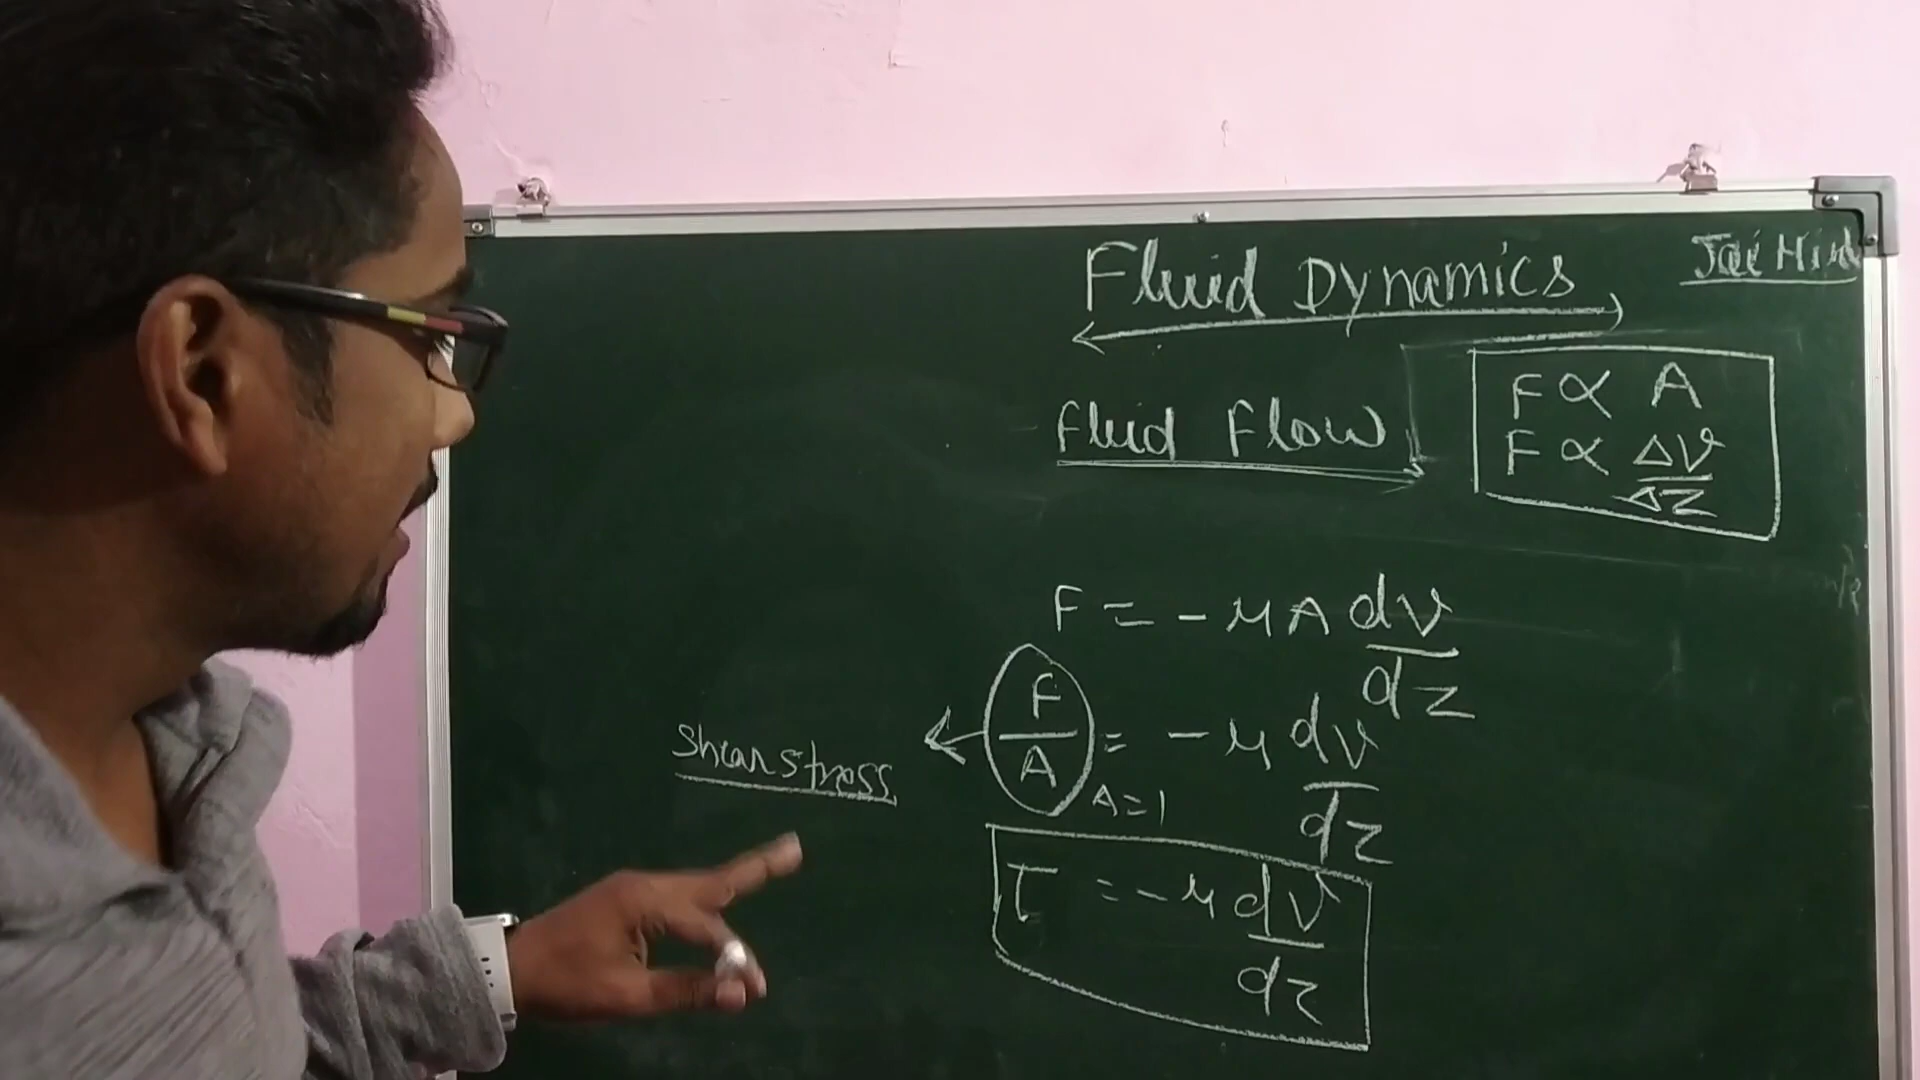 Fluid Dynamics
Jai Hind
Fluid Flow
F ∝ A
F ∝ Δv/Δz
F = -μA dv/dz
F/A = -μ dv/dz
A=1
Shear stress
τ = -μ dv/dz